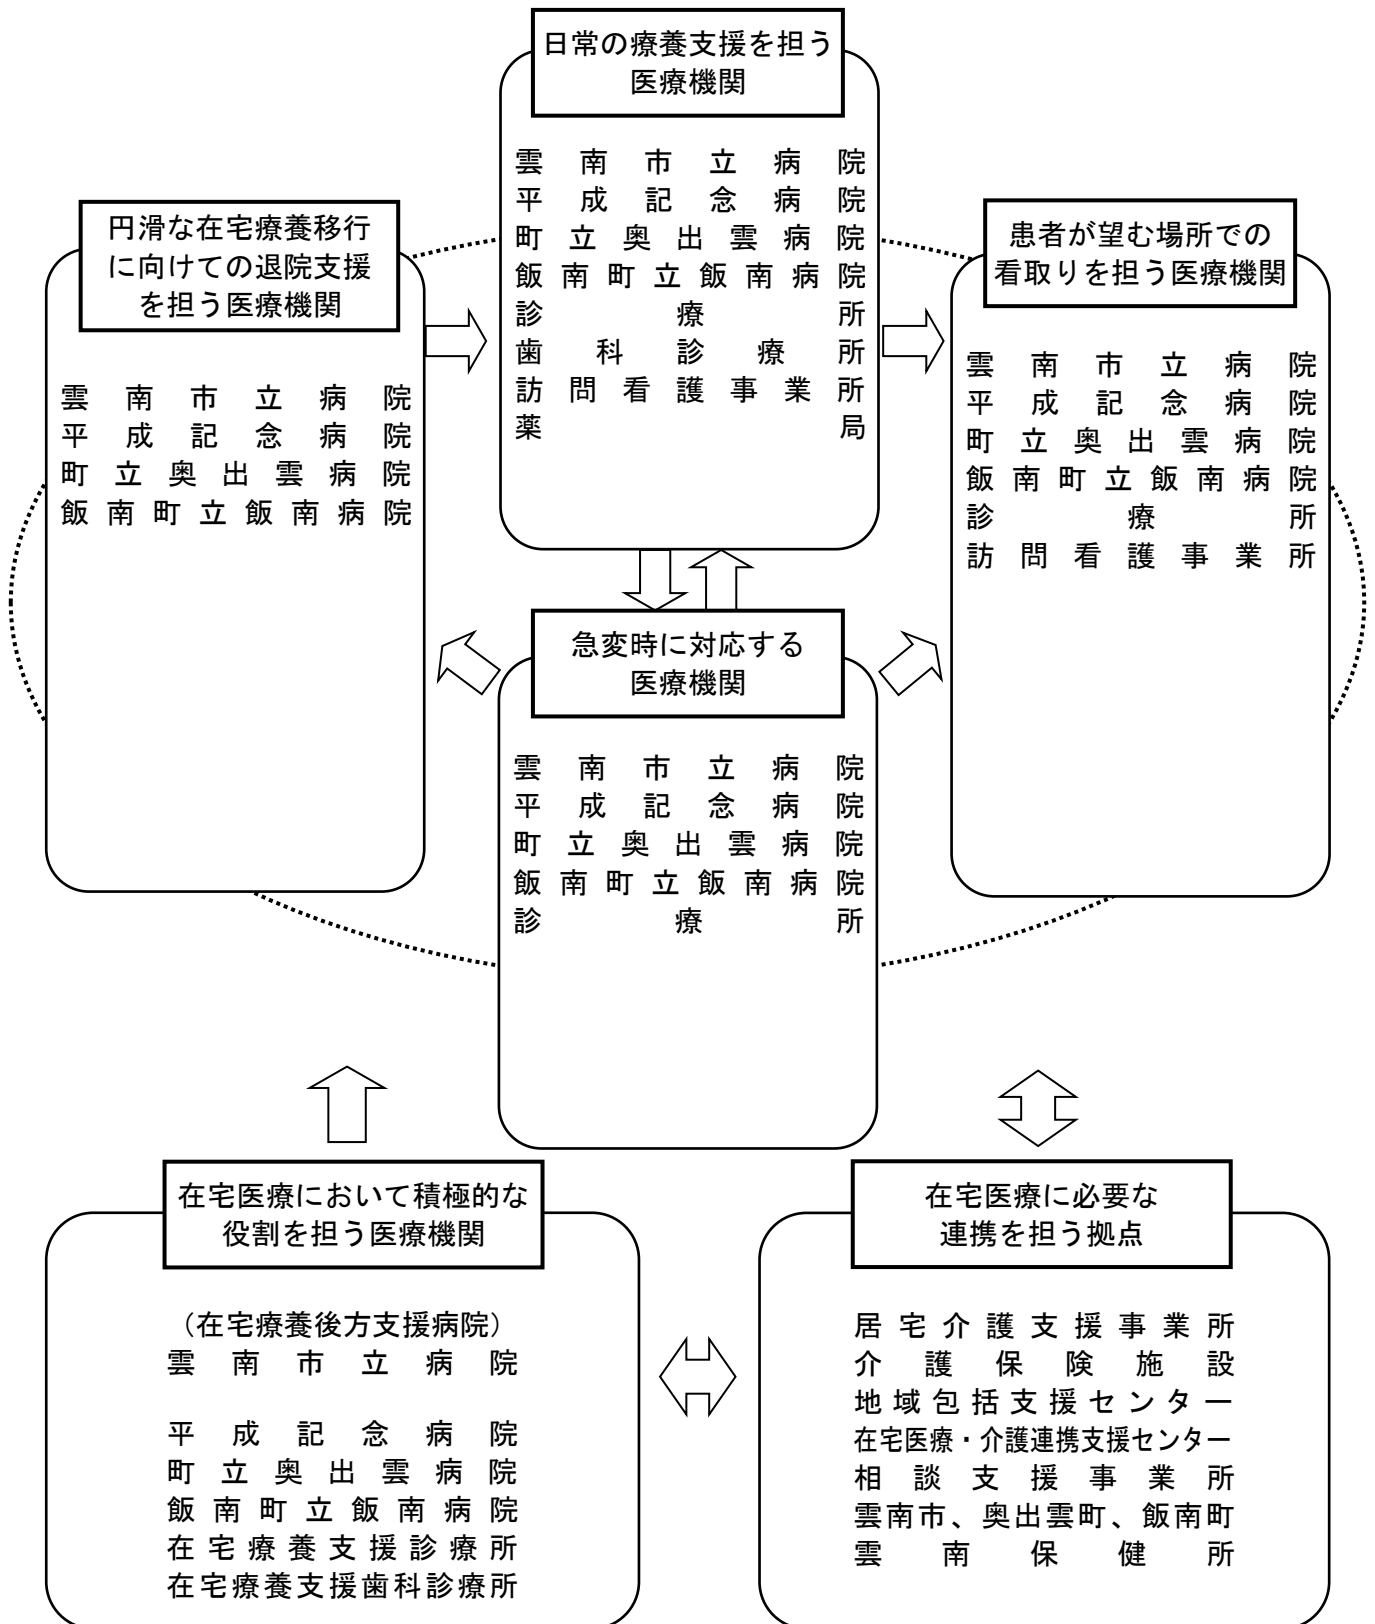 日常の療養支援を担う
医療機関
雲南市立病院
平成記念病院
町立奥出雲病院
飯南町立飯南病院
診療所
歯科診療所
訪問看護事業所
薬局
円滑な在宅療養移行
に向けての退院支援
を担う医療機関
雲南市立病院
平成記念病院
町立奥出雲病院
飯南町立飯南病院
患者が望む場所での
看取りを担う医療機関
雲南市立病院
平成記念病院
町立奥出雲病院
飯南町立飯南病院
診療所
訪問看護事業所
急変時に対応する
医療機関
雲南市立病院
平成記念病院
町立奥出雲病院
飯南町立飯南病院
診療所
在宅医療において積極的な
役割を担う医療機関
（在宅療養後方支援病院）
雲南市立病院
平成記念病院
町立奥出雲病院
飯南町立飯南病院
在宅療養支援診療所
在宅療養支援歯科診療所
在宅医療に必要な
連携を担う拠点
居宅介護支援事業所
介護保険施設
地域包括支援センター
在宅医療・介護連携支援センター
相談支援事業所
雲南市、奥出雲町、飯南町
雲南保健所